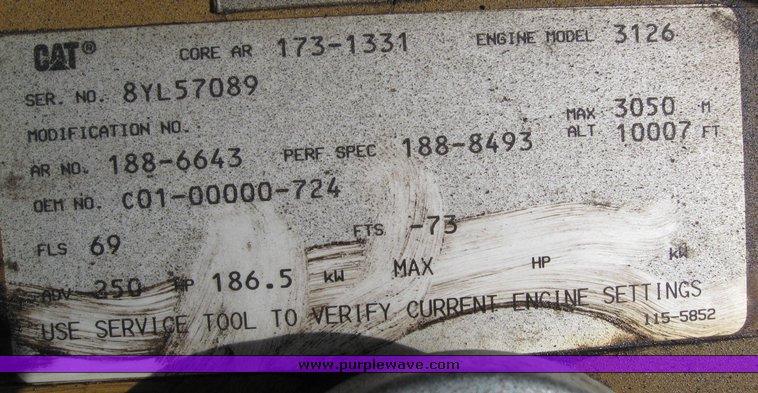 CAT® CORE AR 173-1331 ENGINE MODEL 3126
SER. NO. 8YL57089
MODIFICATION NO.
MAX ALT 3050 M 10007 FT
AR NO. 188-6643 PERF SPEC 188-8493
OEM NO. C01-00000-724
FLS 69 FTS -73
ADV 250 HP 186.5 kW MAX HP kW
USE SERVICE TOOL TO VERIFY CURRENT ENGINE SETTINGS
115-5852
www.purplewave.com